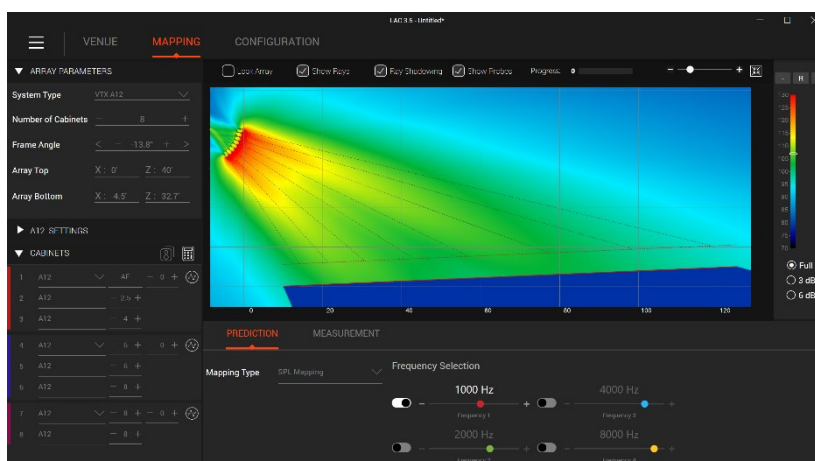 LAC 3.5 - Untitled*
VENUE MAPPING CONFIGURATION
ARRAY PARAMETERS
Lock Array Show Rays Ray Shadowing Show Probes Progress: - +
System Type VTX A12
Number of Cabinets - 8 +
Frame Angle < - -13.8° + >
Array Top X : 0' Z : 40'
Array Bottom X : 4.5' Z : 32.7'
A12 SETTINGS
CABINETS
1 A12 AF - 0 +
2 A12 - 3.5 +
3 A12 - 4 +
4 A12 - 6 + 0 +
5 A12 - 6 +
6 A12 - 8 +
7 A12 - 8 + - 0 +
8 A12 - 8 +
0 20 40 60 80 100 120
Full
3 dB
6 dB
PREDICTION MEASUREMENT
Mapping Type SPL Mapping
Frequency Selection
1000 Hz 4000 Hz
Frequency 1 Frequency 3
2000 Hz 8000 Hz